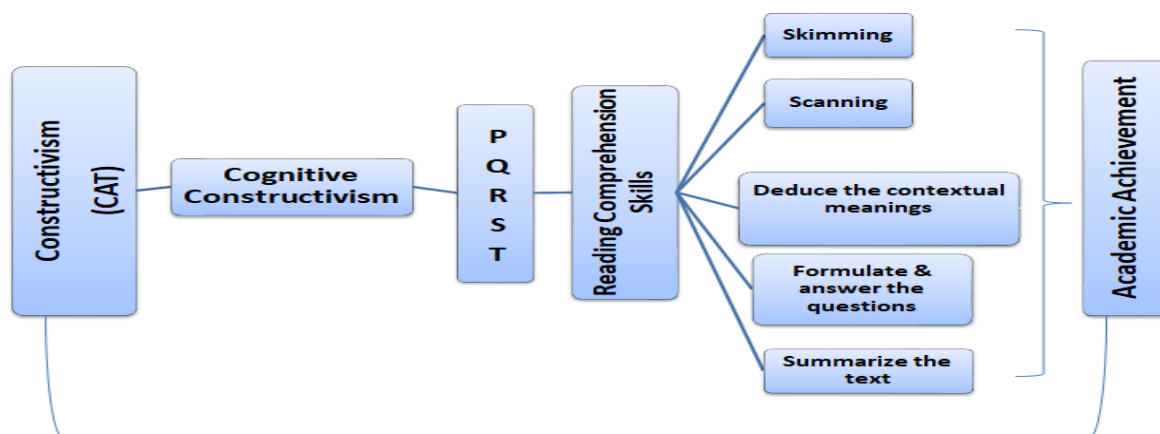 Constructivism
(CAT)
Cognitive
Constructivism
P
Q
R
S
T
Reading Comprehension
Skills
Skimming
Scanning
Deduce the contextual
meanings
Formulate &
answer the
questions
Summarize the
text
Academic Achievement